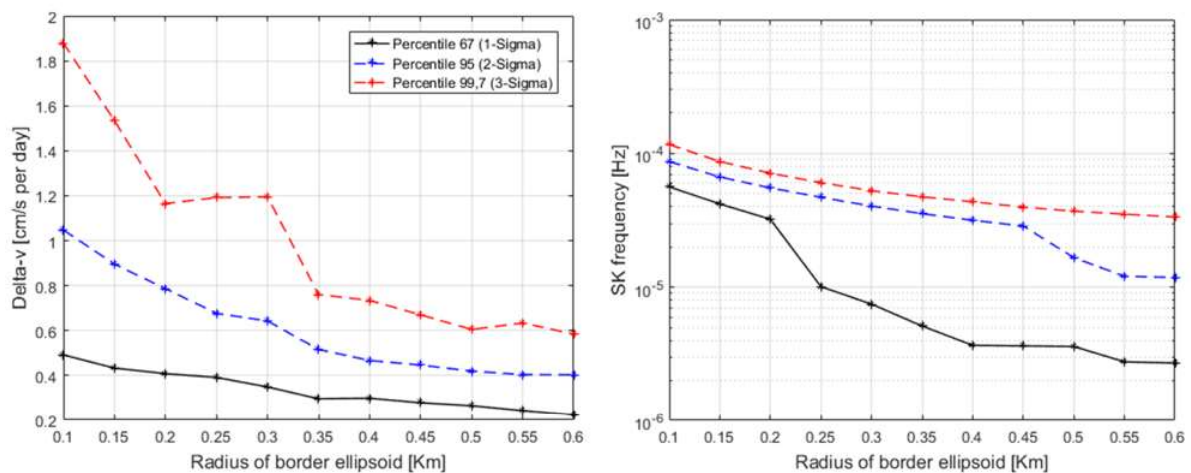 2
1.8
1.6
1.4
1.2
1
0.8
0.6
0.4
0.2
Delta-v [cm/s per day]
Percentile 67 (1-Sigma)
Percentile 95 (2-Sigma)
Percentile 99,7 (3-Sigma)
0.1 0.15 0.2 0.25 0.3 0.35 0.4 0.45 0.5 0.55 0.6
Radius of border ellipsoid [Km]
10⁻³
10⁻⁴
10⁻⁵
10⁻⁶
SK frequency [Hz]
0.1 0.15 0.2 0.25 0.3 0.35 0.4 0.45 0.5 0.55 0.6
Radius of border ellipsoid [Km]